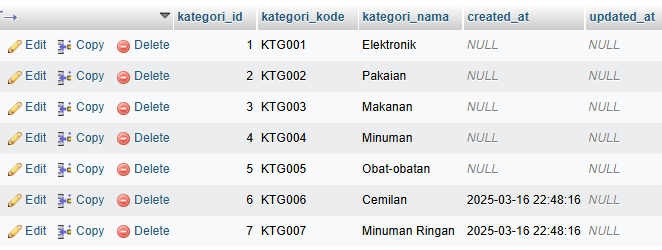 kategori_id kategori_kode kategori_nama created_at updated_at
Edit Copy Delete 1 KTG001 Elektronik NULL NULL
Edit Copy Delete 2 KTG002 Pakaian NULL NULL
Edit Copy Delete 3 KTG003 Makanan NULL NULL
Edit Copy Delete 4 KTG004 Minuman NULL NULL
Edit Copy Delete 5 KTG005 Obat-obatan NULL NULL
Edit Copy Delete 6 KTG006 Cemilan 2025-03-16 22:48:16 NULL
Edit Copy Delete 7 KTG007 Minuman Ringan 2025-03-16 22:48:16 NULL